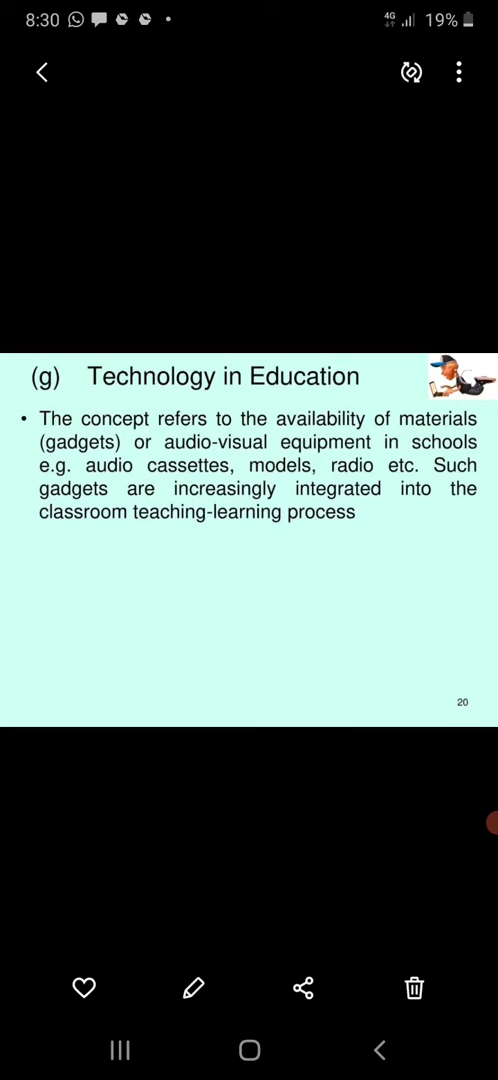 8:30
4G
19%
(g) Technology in Education
• The concept refers to the availability of materials
(gadgets) or audio-visual equipment in schools
e.g. audio cassettes, models, radio etc. Such
gadgets are increasingly integrated into the
classroom teaching-learning process
20